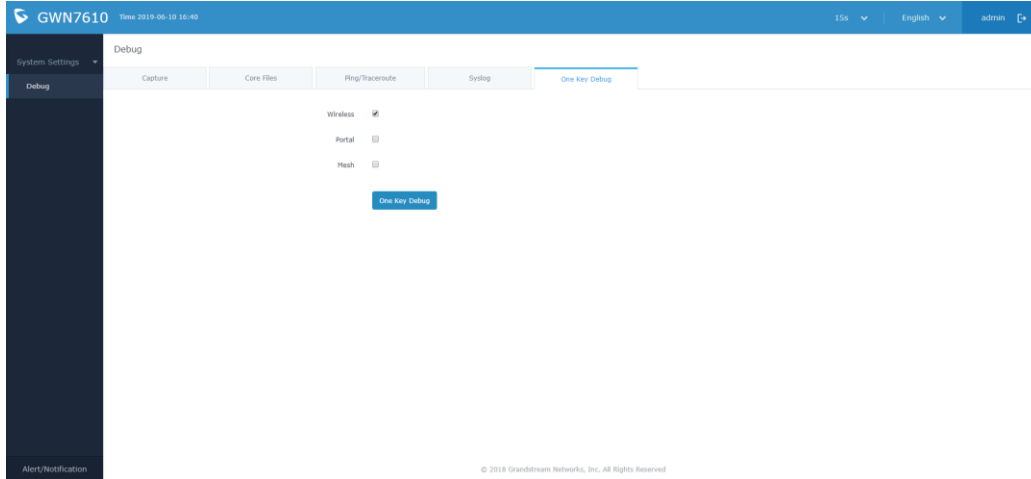 GWN7610 Time 2019-06-10 16:40 15s English admin
System Settings
Debug
Alert/Notification
Debug
Capture Core Files Ping/Traceroute Syslog One Key Debug
Wireless
Portal
Mesh
One Key Debug
© 2018 Grandstream Networks, Inc. All Rights Reserved